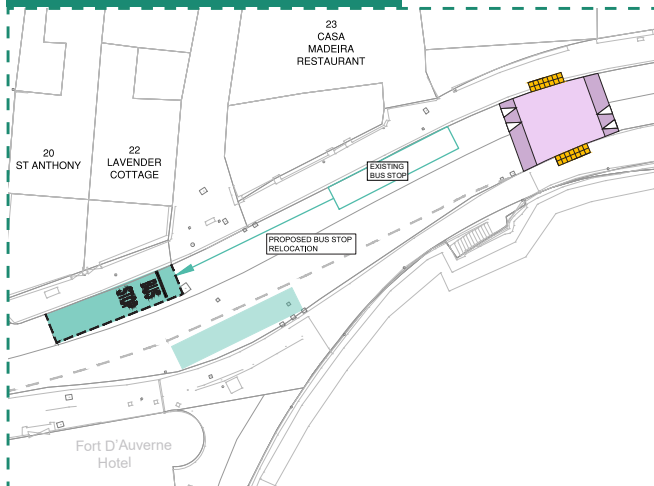 23
CASA
MADEIRA
RESTAURANT
20
ST ANTHONY
22
LAVENDER
COTTAGE
EXISTING
BUS STOP
PROPOSED BUS STOP
RELOCATION
BUS
STOP
Fort D'Auverne
Hotel